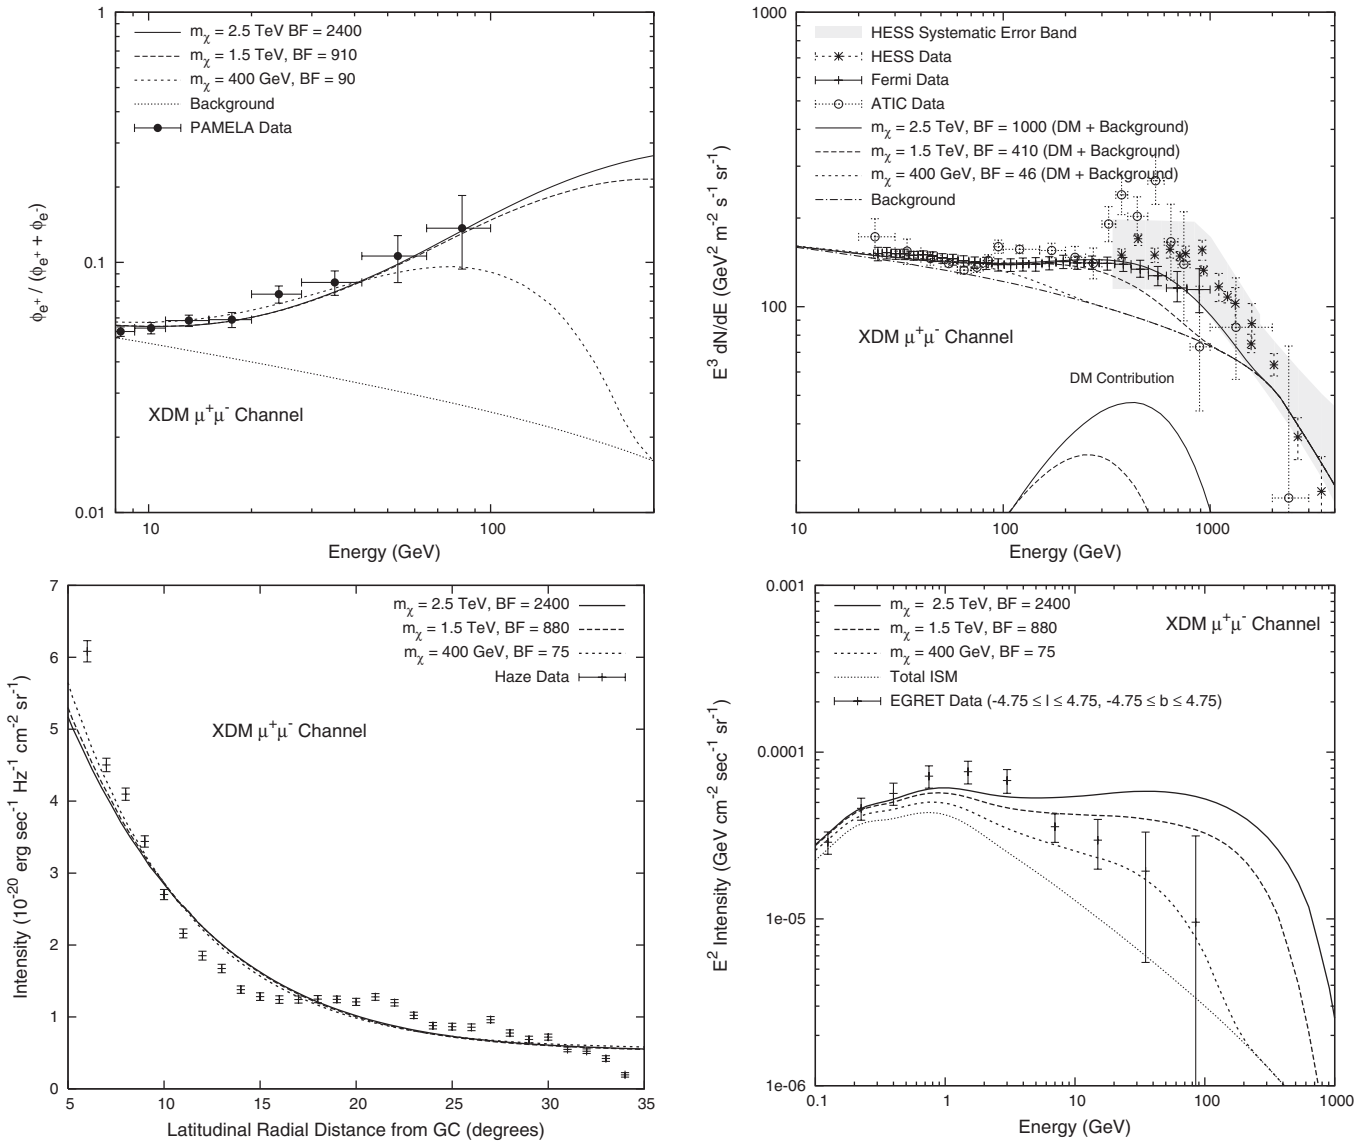 m_χ = 2.5 TeV BF = 2400
m_χ = 1.5 TeV, BF = 910
m_χ = 400 GeV, BF = 90
Background
PAMELA Data
XDM μ⁺μ⁻ Channel
ϕ_e⁺ / (ϕ_e⁺ + ϕ_e⁻)
1
0.1
0.01
10
100
Energy (GeV)
HESS Systematic Error Band
HESS Data
Fermi Data
ATIC Data
m_χ = 2.5 TeV, BF = 1000 (DM + Background)
m_χ = 1.5 TeV, BF = 410 (DM + Background)
m_χ = 400 GeV, BF = 46 (DM + Background)
Background
XDM μ⁺μ⁻ Channel
DM Contribution
E³ dN/dE (GeV² m⁻² s⁻¹ sr⁻¹)
1000
100
10
100
1000
Energy (GeV)
m_χ = 2.5 TeV, BF = 2400
m_χ = 1.5 TeV, BF = 880
m_χ = 400 GeV, BF = 75
Haze Data
XDM μ⁺μ⁻ Channel
Intensity (10⁻²⁰ erg sec⁻¹ Hz⁻¹ cm⁻² sr⁻¹)
7
6
5
4
3
2
1
0
5
10
15
20
25
30
35
Latitudinal Radial Distance from GC (degrees)
m_χ = 2.5 TeV, BF = 2400
m_χ = 1.5 TeV, BF = 880
m_χ = 400 GeV, BF = 75
Total ISM
EGRET Data (-4.75 ≤ l ≤ 4.75, -4.75 ≤ b ≤ 4.75)
XDM μ⁺μ⁻ Channel
E² Intensity (GeV cm⁻² sec⁻¹ sr⁻¹)
0.001
0.0001
1e-05
1e-06
0.1
1
10
100
1000
Energy (GeV)